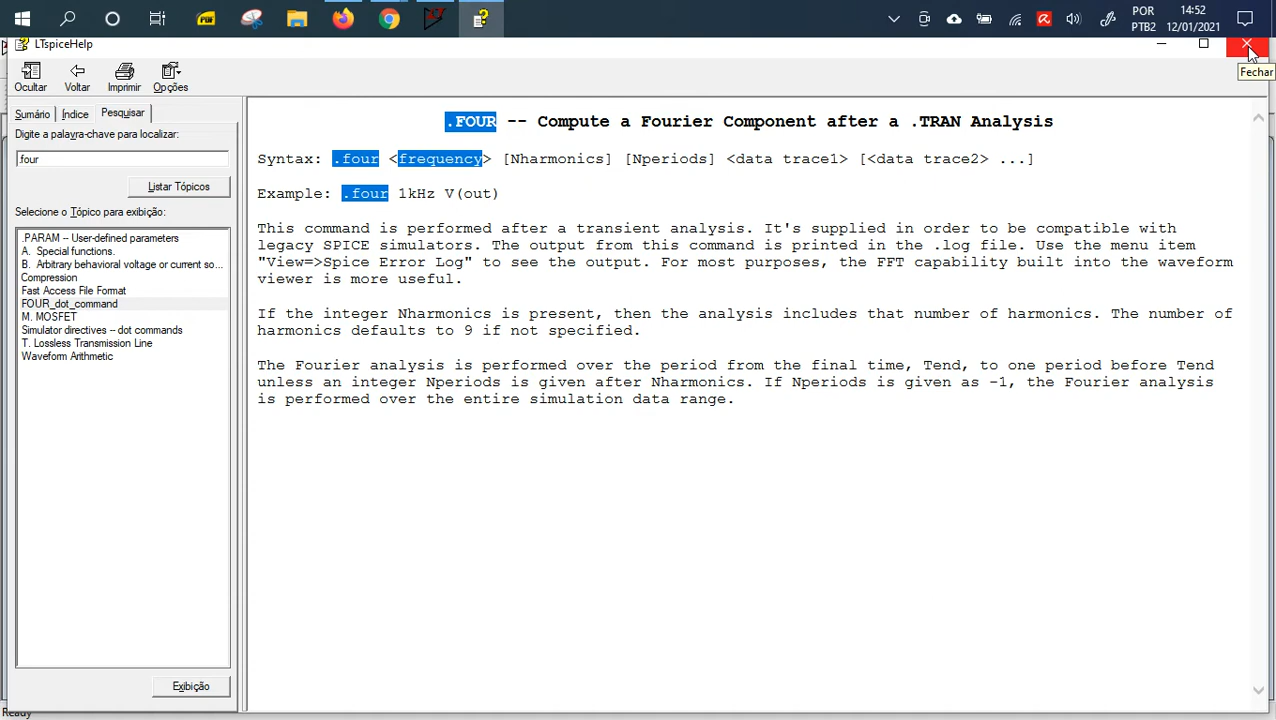 POR
14:52
PTB2
12/01/2021
LTspiceHelp
Fechar
Ocultar
Voltar
Imprimir
Opções
Sumário
Índice
Pesquisar
Digite a palavra-chave para localizar:
.four
Listar Tópicos
Selecione o Tópico para exibição:
.PARAM -- User-defined parameters
A. Special functions.
B. Arbitrary behavioral voltage or current so...
Compression
Fast Access File Format
FOUR_dot_command
M. MOSFET
Simulator directives -- dot commands
T. Lossless Transmission Line
Waveform Arithmetic
Exibição
.FOUR -- Compute a Fourier Component after a .TRAN Analysis
Syntax: .four <frequency> [Nharmonics] [Nperiods] <data trace1> [<data trace2> ...]
Example: .four 1kHz V(out)
This command is performed after a transient analysis. It's supplied in order to be compatible with
legacy SPICE simulators. The output from this command is printed in the .log file. Use the menu item
"View=>Spice Error Log" to see the output. For most purposes, the FFT capability built into the waveform
viewer is more useful.
If the integer Nharmonics is present, then the analysis includes that number of harmonics. The number of
harmonics defaults to 9 if not specified.
The Fourier analysis is performed over the period from the final time, Tend, to one period before Tend
unless an integer Nperiods is given after Nharmonics. If Nperiods is given as -1, the Fourier analysis
is performed over the entire simulation data range.
Ready